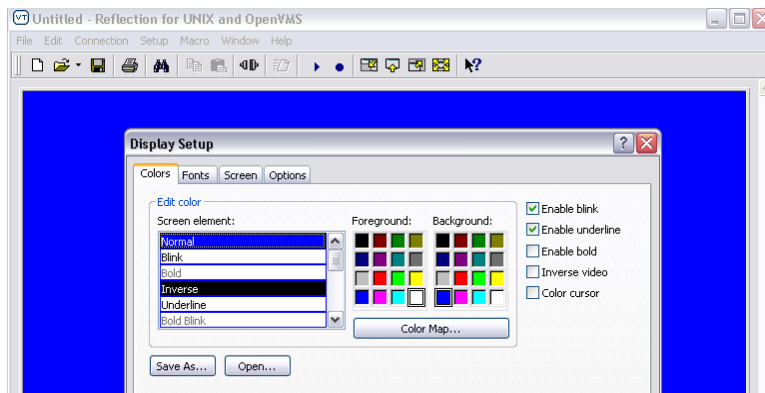 VT Untitled - Reflection for UNIX and OpenVMS
File Edit Connection Setup Macro Window Help
Display Setup
Colors Fonts Screen Options
Edit color
Screen element: Foreground: Background:
Normal
Blink
Bold
Inverse
Underline
Bold Blink
Color Map...
Enable blink
Enable underline
Enable bold
Inverse video
Color cursor
Save As... Open...